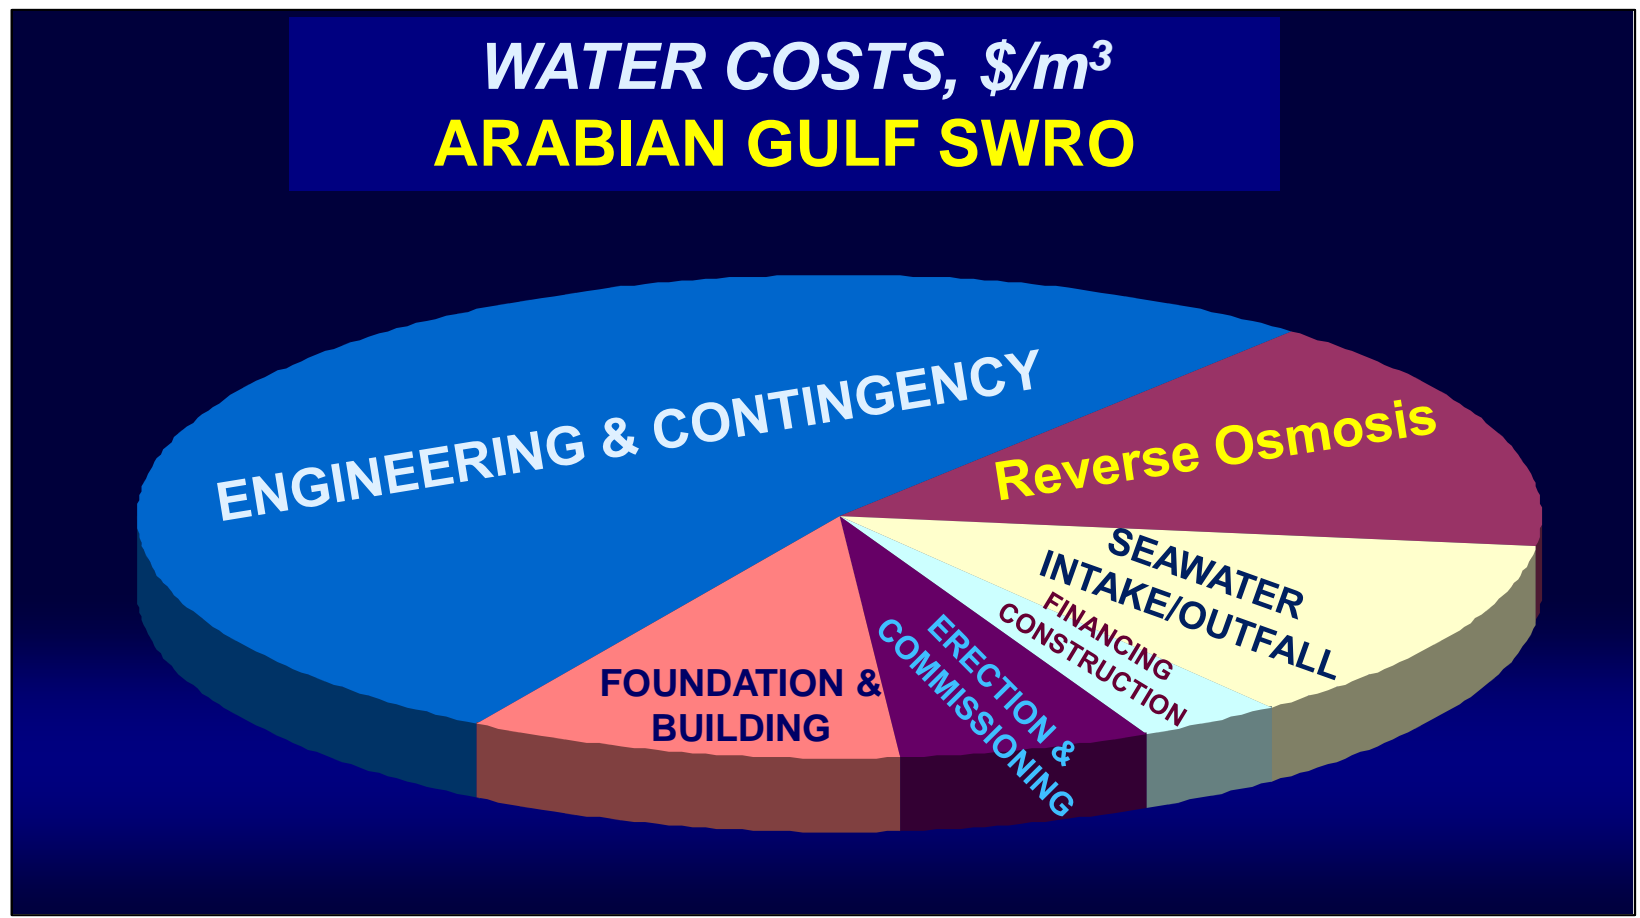 WATER COSTS, $/m³
ARABIAN GULF SWRO
ENGINEERING & CONTINGENCY
Reverse Osmosis
SEAWATER
INTAKE/OUTFALL
FINANCING
CONSTRUCTION
ERECTION &
COMMISSIONING
FOUNDATION &
BUILDING